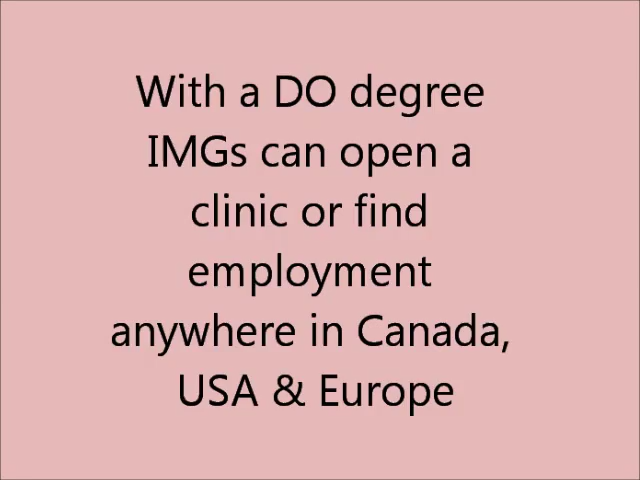 With a DO degree
IMGs can open a
clinic or find
employment
anywhere in Canada,
USA & Europe